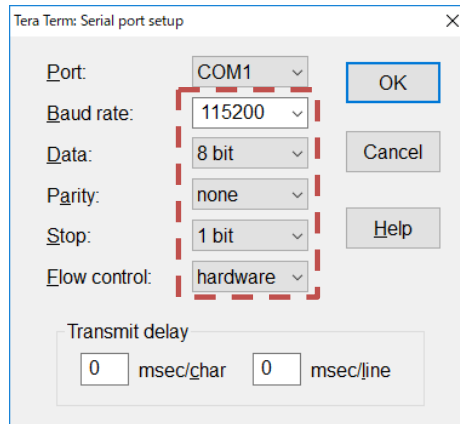 Tera Term: Serial port setup
Port: COM1 OK
Baud rate: 115200
Data: 8 bit Cancel
Parity: none
Stop: 1 bit Help
Flow control: hardware
Transmit delay
0 msec/char 0 msec/line